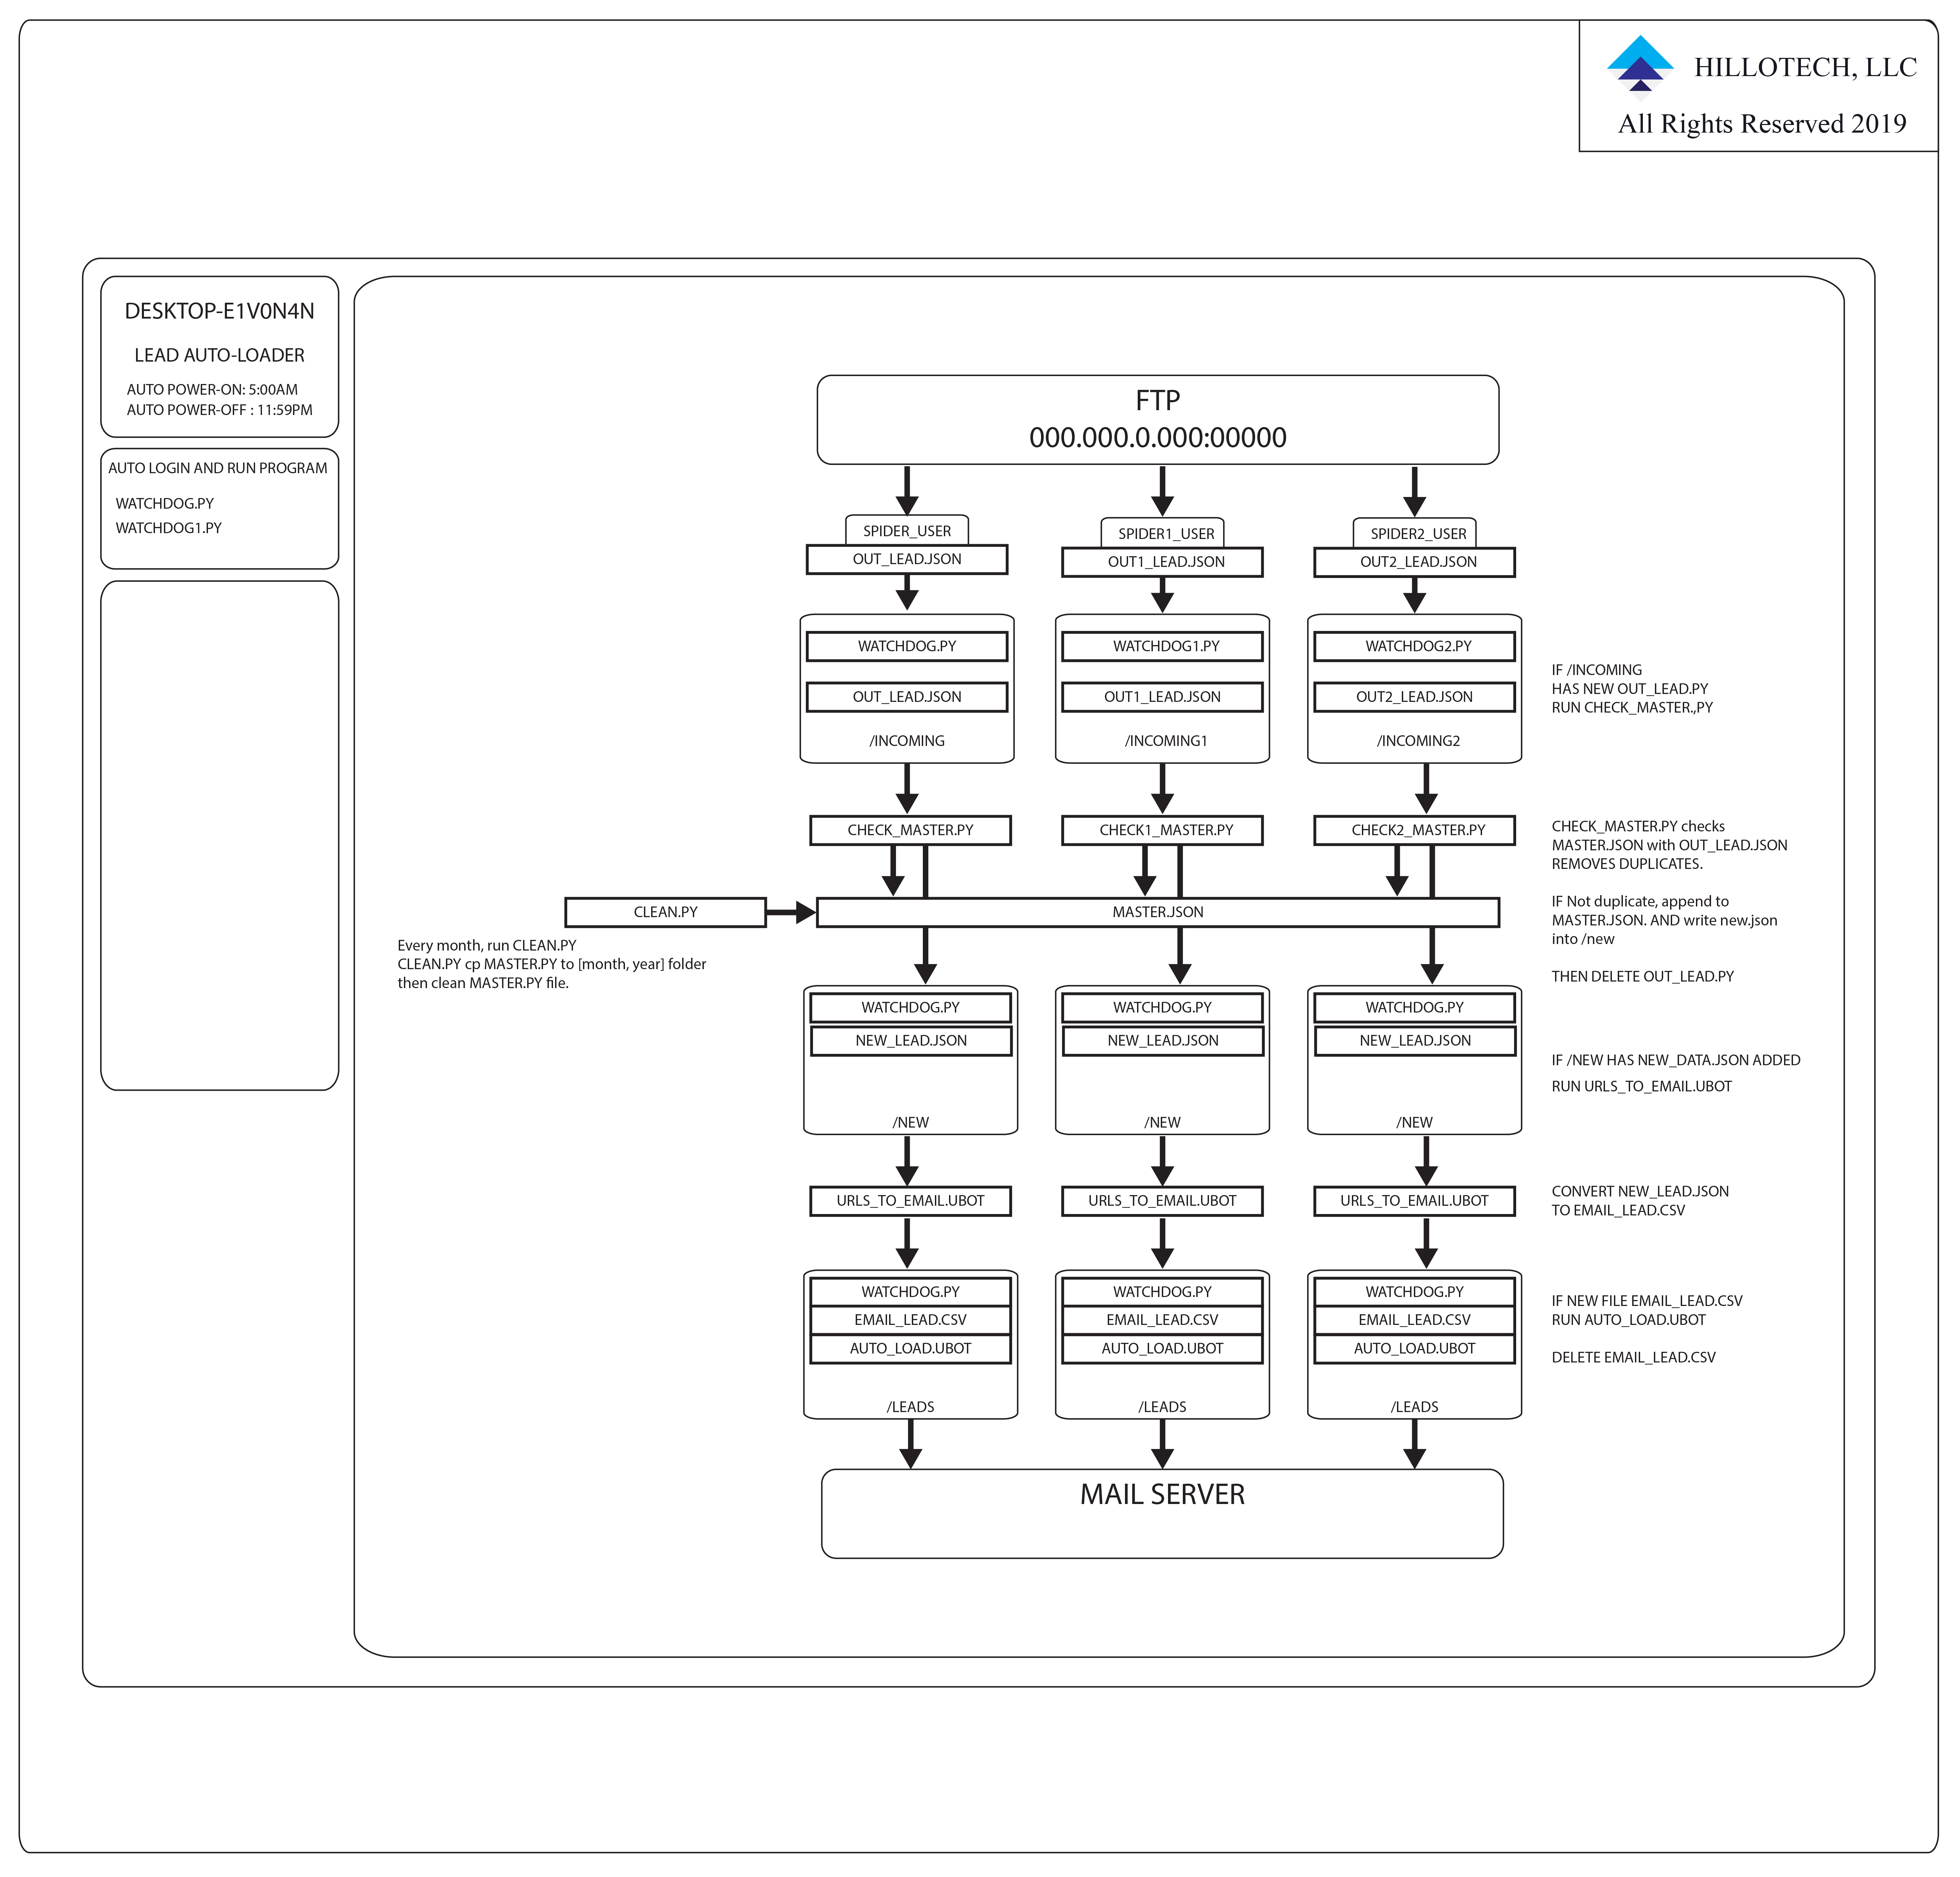 HILLOTECH, LLC
All Rights Reserved 2019
DESKTOP-E1V0N4N
LEAD AUTO-LOADER
AUTO POWER-ON: 5:00AM
AUTO POWER-OFF : 11:59PM
AUTO LOGIN AND RUN PROGRAM
WATCHDOG.PY
WATCHDOG1.PY
FTP
000.000.0.000:00000
SPIDER_USER
SPIDER1_USER
SPIDER2_USER
OUT_LEAD.JSON
OUT1_LEAD.JSON
OUT2_LEAD.JSON
WATCHDOG.PY
WATCHDOG1.PY
WATCHDOG2.PY
OUT_LEAD.JSON
OUT1_LEAD.JSON
OUT2_LEAD.JSON
/INCOMING
/INCOMING1
/INCOMING2
IF /INCOMING
HAS NEW OUT_LEAD.PY
RUN CHECK_MASTER.,PY
CHECK_MASTER.PY
CHECK1_MASTER.PY
CHECK2_MASTER.PY
CHECK_MASTER.PY checks
MASTER.JSON with OUT_LEAD.JSON
REMOVES DUPLICATES.
IF Not duplicate, append to
MASTER.JSON. AND write new.json
into /new
THEN DELETE OUT_LEAD.PY
CLEAN.PY
MASTER.JSON
Every month, run CLEAN.PY
CLEAN.PY cp MASTER.PY to [month, year] folder
then clean MASTER.PY file.
WATCHDOG.PY
WATCHDOG.PY
WATCHDOG.PY
NEW_LEAD.JSON
NEW_LEAD.JSON
NEW_LEAD.JSON
/NEW
/NEW
/NEW
IF /NEW HAS NEW_DATA.JSON ADDED
RUN URLS_TO_EMAIL.UBOT
URLS_TO_EMAIL.UBOT
URLS_TO_EMAIL.UBOT
URLS_TO_EMAIL.UBOT
CONVERT NEW_LEAD.JSON
TO EMAIL_LEAD.CSV
WATCHDOG.PY
WATCHDOG.PY
WATCHDOG.PY
EMAIL_LEAD.CSV
EMAIL_LEAD.CSV
EMAIL_LEAD.CSV
AUTO_LOAD.UBOT
AUTO_LOAD.UBOT
AUTO_LOAD.UBOT
/LEADS
/LEADS
/LEADS
IF NEW FILE EMAIL_LEAD.CSV
RUN AUTO_LOAD.UBOT
DELETE EMAIL_LEAD.CSV
MAIL SERVER